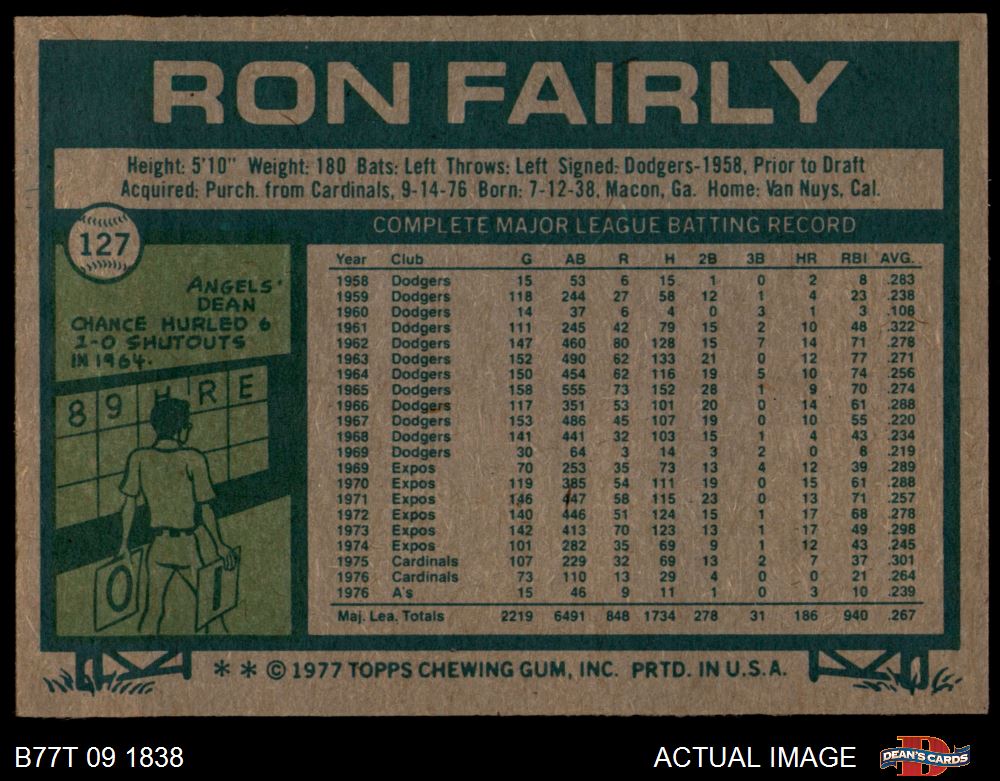 RON FAIRLY
Height: 5'10" Weight: 180 Bats: Left Throws: Left Signed: Dodgers-1958, Prior to Draft
Acquired: Purch. from Cardinals, 9-14-76 Born: 7-12-38, Macon, Ga. Home: Van Nuys, Cal.
127
COMPLETE MAJOR LEAGUE BATTING RECORD
ANGELS'
DEAN
CHANCE HURLED 6
1-0 SHUTOUTS
IN 1964.
8 9 H R E
0 1
Year Club G AB R H 2B 3B HR RBI AVG.
1958 Dodgers 15 53 6 15 1 0 2 8 .283
1959 Dodgers 118 244 27 58 12 1 4 23 .238
1960 Dodgers 14 37 6 4 0 3 1 3 .108
1961 Dodgers 111 245 42 79 15 2 10 48 .322
1962 Dodgers 147 460 80 128 15 7 14 71 .278
1963 Dodgers 152 490 62 133 21 0 12 77 .271
1964 Dodgers 150 454 62 116 19 5 10 74 .256
1965 Dodgers 158 555 73 152 28 1 9 70 .274
1966 Dodgers 117 351 53 101 20 0 14 61 .288
1967 Dodgers 153 486 45 107 19 0 10 55 .220
1968 Dodgers 141 441 32 103 15 1 4 43 .234
1969 Dodgers 30 64 3 14 3 2 0 8 .219
1969 Expos 70 253 35 73 13 4 12 39 .289
1970 Expos 119 385 54 111 19 0 15 61 .288
1971 Expos 146 447 58 115 23 0 13 71 .257
1972 Expos 140 446 51 124 15 1 17 68 .278
1973 Expos 142 413 70 123 13 1 17 49 .298
1974 Expos 101 282 35 69 9 1 12 43 .245
1975 Cardinals 107 229 32 69 13 2 7 37 .301
1976 Cardinals 73 110 13 29 4 0 0 21 .264
1976 A's 15 46 9 11 1 0 3 10 .239
Maj. Lea. Totals 2219 6491 848 1734 278 31 186 940 .267
* * © 1977 TOPPS CHEWING GUM, INC. PRTD. IN U.S.A.
B77T 09 1838
ACTUAL IMAGE
D
DEAN'S CARDS